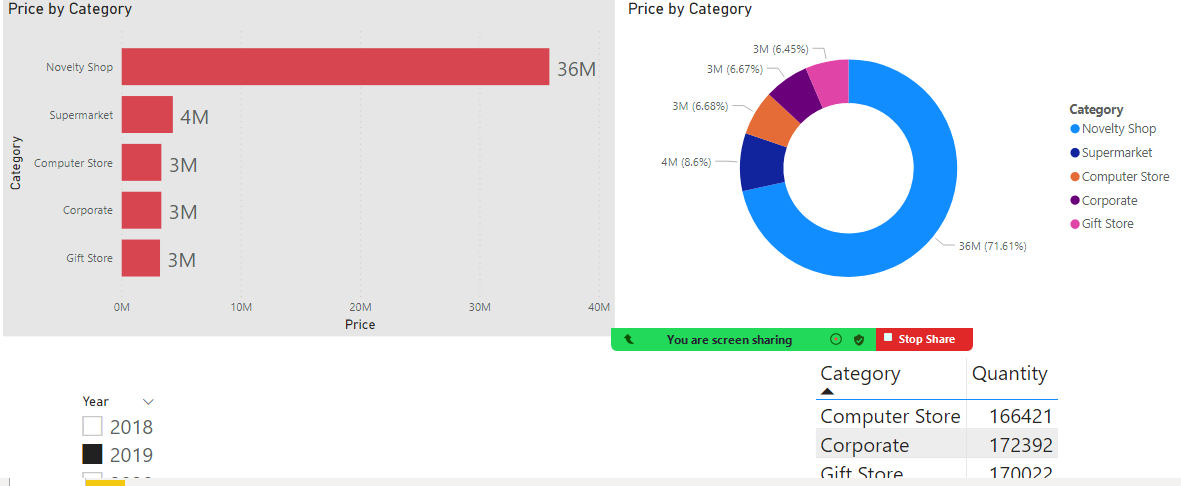 Price by Category
Novelty Shop
36M
Supermarket
4M
Computer Store
3M
Corporate
3M
Gift Store
3M
Category
0M 10M 20M 30M 40M
Price
Price by Category
3M (6.45%)
3M (6.67%)
3M (6.68%)
4M (8.6%)
36M (71.61%)
Category
Novelty Shop
Supermarket
Computer Store
Corporate
Gift Store
You are screen sharing
Stop Share
Year
2018
2019
Category Quantity
Computer Store 166421
Corporate 172392
Gift Store 170022